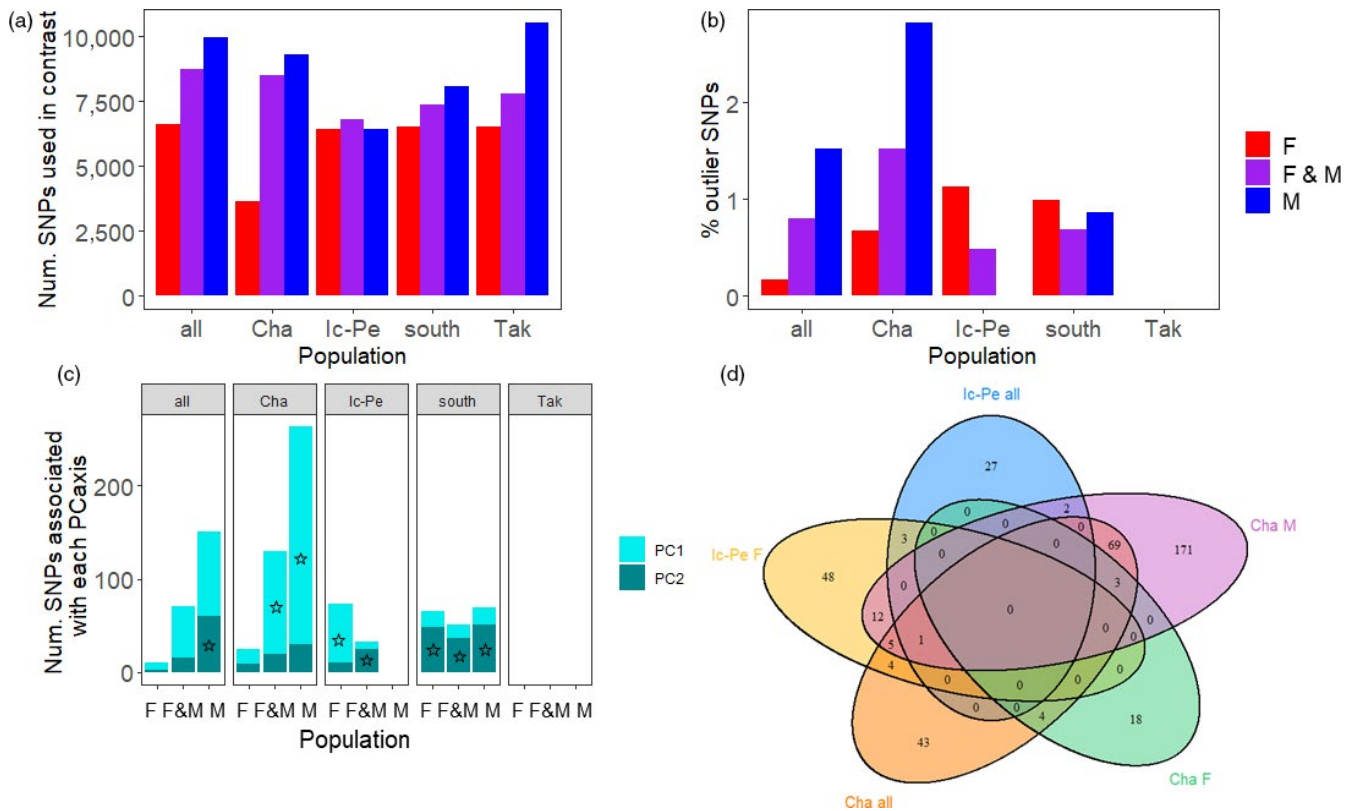 (a)
Num. SNPs used in contrast
10,000
7,500
5,000
2,500
0
all Cha Ic-Pe south Tak
Population
(b)
% outlier SNPs
2
1
0
all Cha Ic-Pe south Tak
Population
F
F & M
M
(c)
Num. SNPs associated
with each PCaxis
all Cha Ic-Pe south Tak
200
100
0
F F&M M F F&M M F F&M M F F&M M F F&M M
Population
PC1
PC2
(d)
Ic-Pe all
27
Cha M
2
0
0
0
0
3
0
0
69
171
Ic-Pe F
48
0
3
12
0
0
0
5
1
0
0
4
0
0
0
0
0
0
4
18
43
Cha F
Cha all